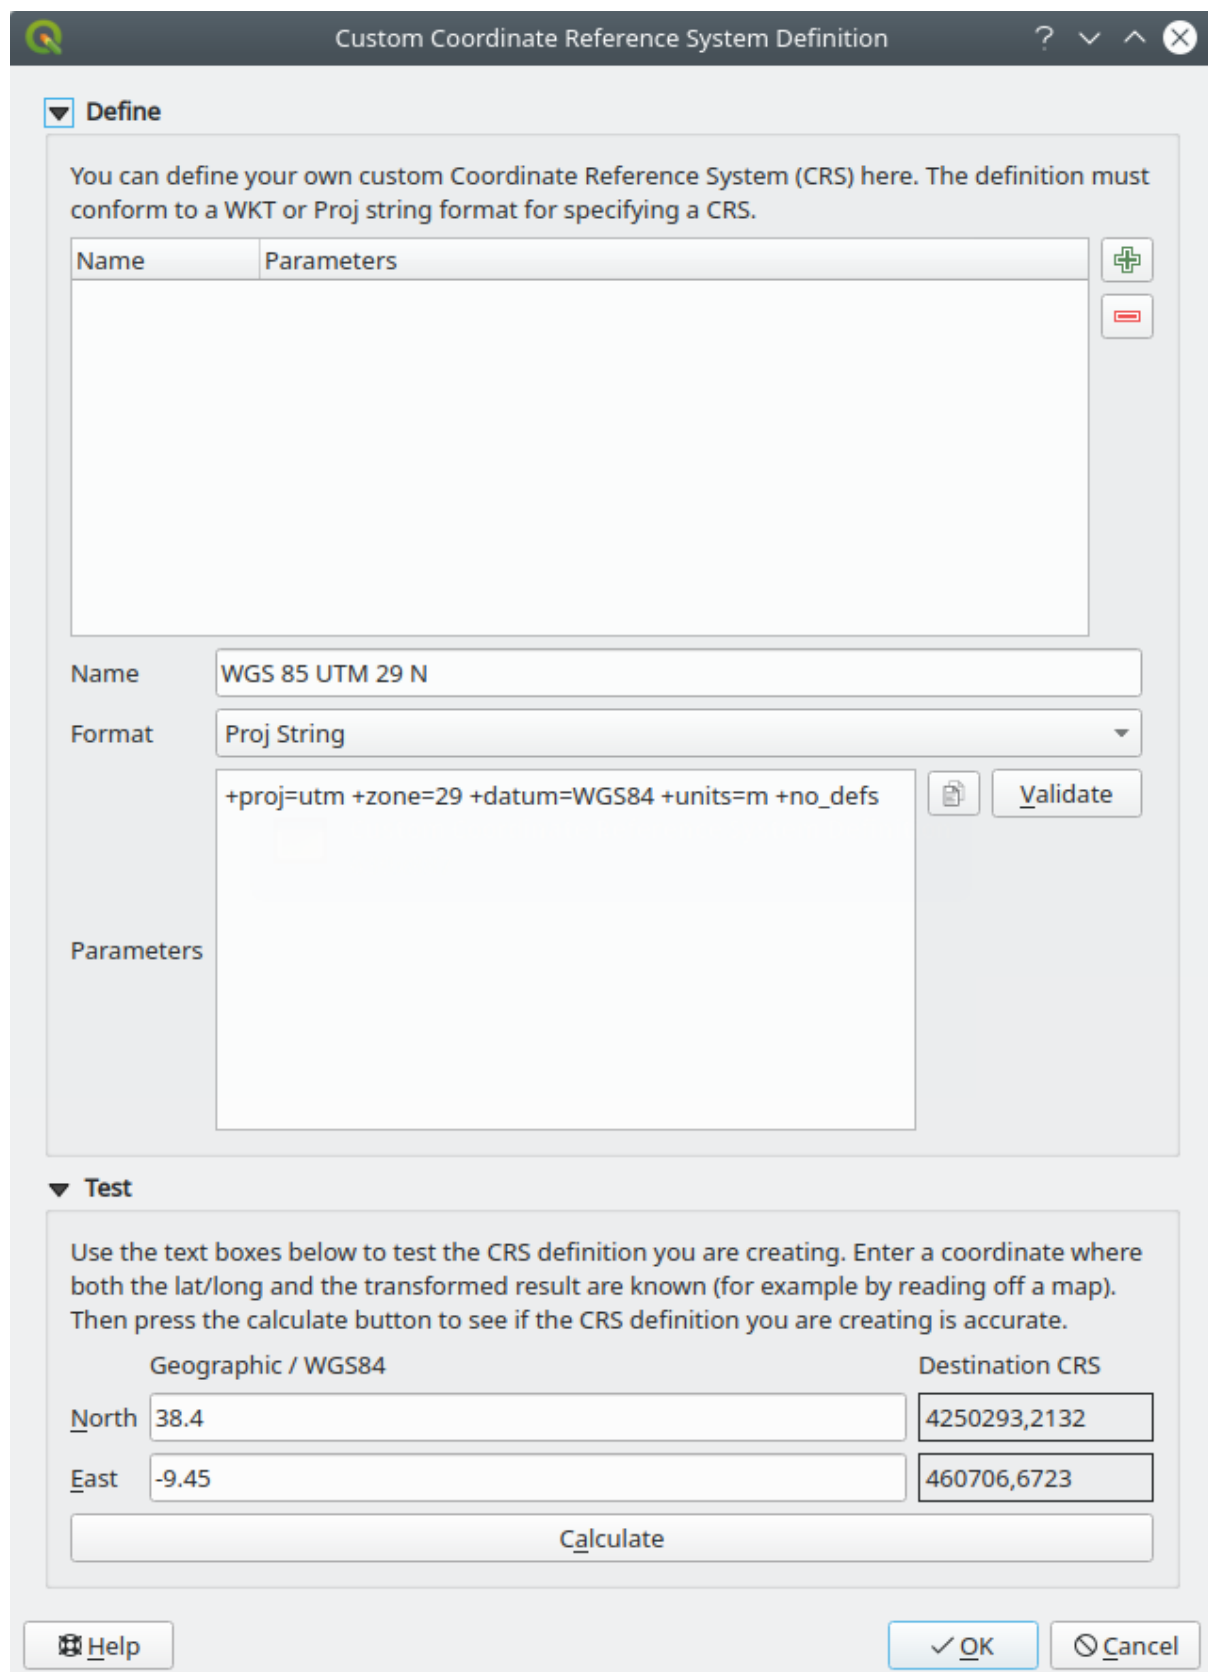 Custom Coordinate Reference System Definition
Define
You can define your own custom Coordinate Reference System (CRS) here. The definition must
conform to a WKT or Proj string format for specifying a CRS.
Name Parameters
Name WGS 85 UTM 29 N
Format Proj String
+proj=utm +zone=29 +datum=WGS84 +units=m +no_defs Validate
Parameters
Test
Use the text boxes below to test the CRS definition you are creating. Enter a coordinate where
both the lat/long and the transformed result are known (for example by reading off a map).
Then press the calculate button to see if the CRS definition you are creating is accurate.
Geographic / WGS84 Destination CRS
North 38.4 4250293,2132
East -9.45 460706,6723
Calculate
Help OK Cancel